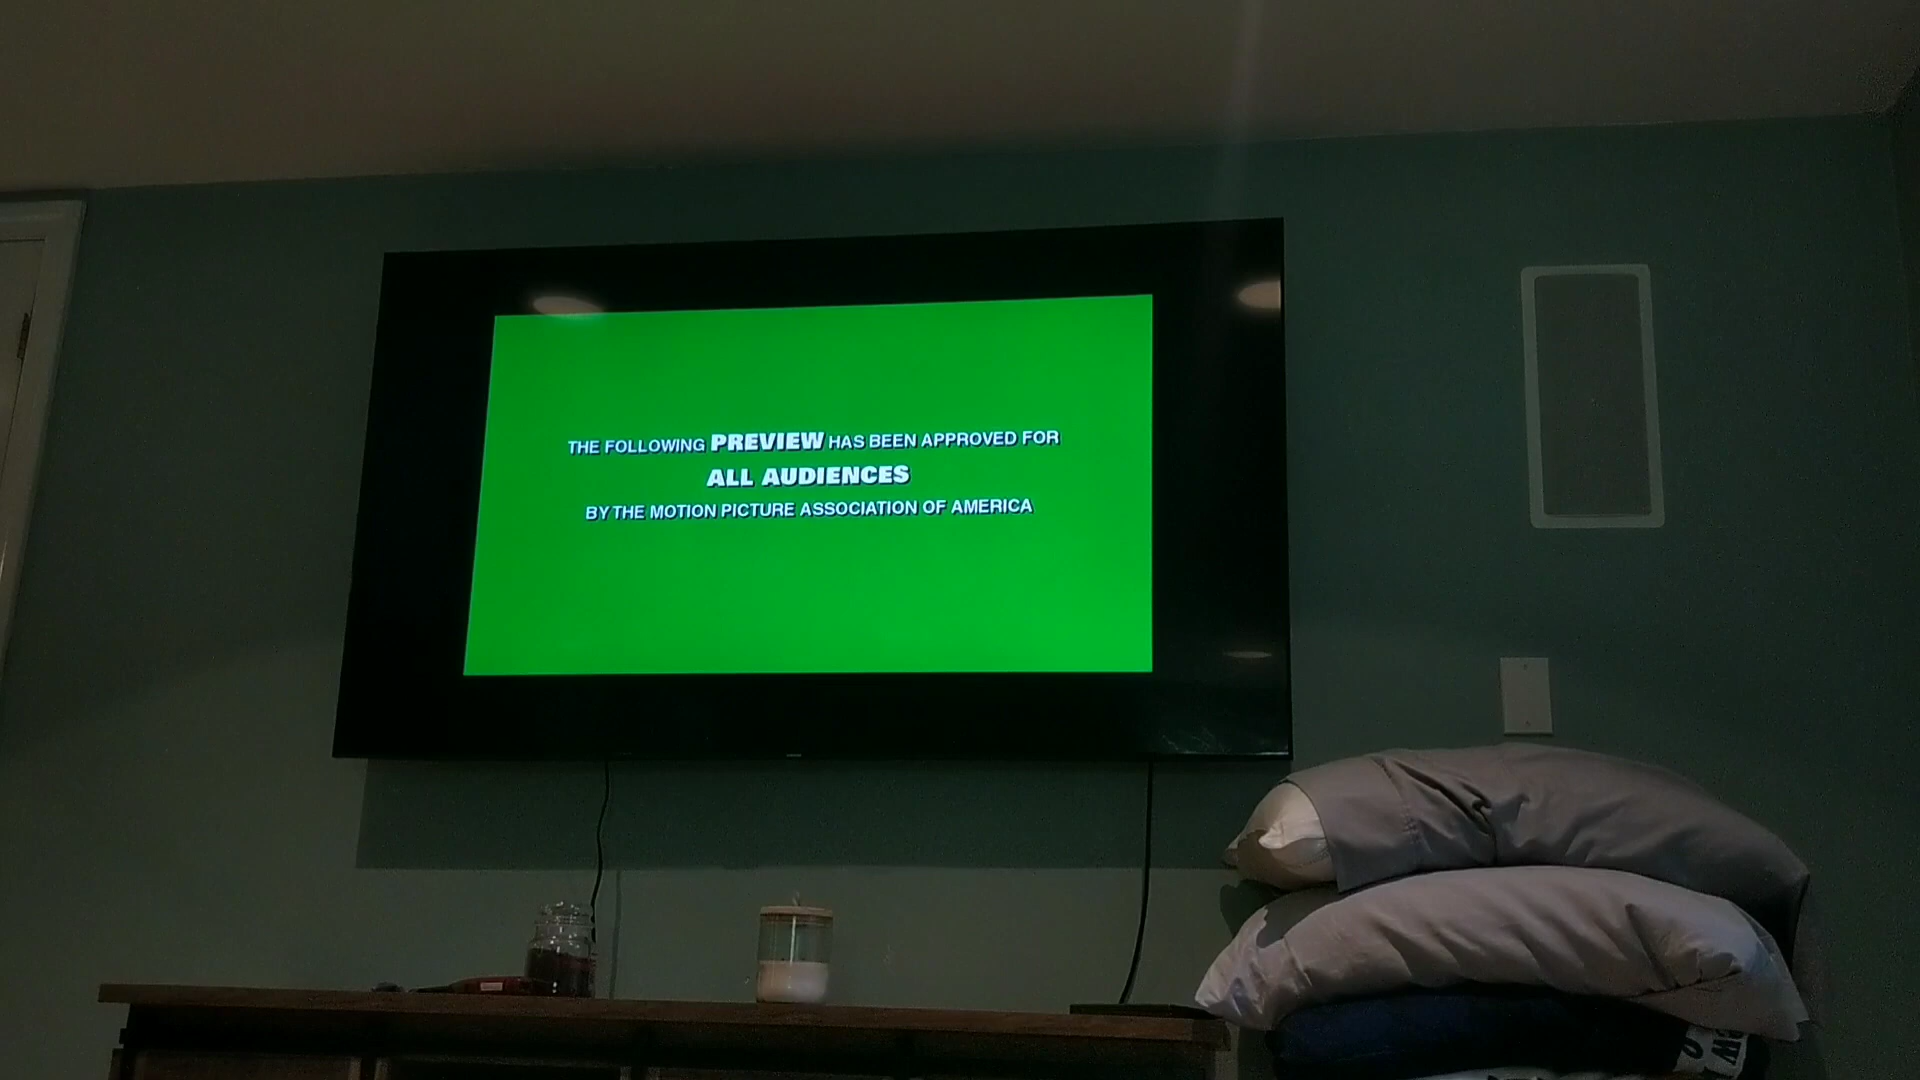 THE FOLLOWING PREVIEW HAS BEEN APPROVED FOR
ALL AUDIENCES
BY THE MOTION PICTURE ASSOCIATION OF AMERICA